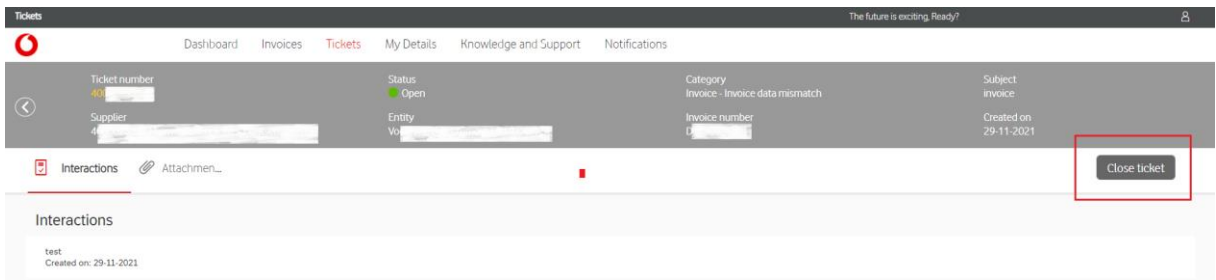 Tickets
The future is exciting. Ready?
Dashboard Invoices Tickets My Details Knowledge and Support Notifications
Ticket number Status Category Subject
Open Invoice - Invoice data mismatch invoice
Supplier Entity Invoice number Created on
29-11-2021
Interactions Attachmen... Close ticket
Interactions
test
Created on: 29-11-2021